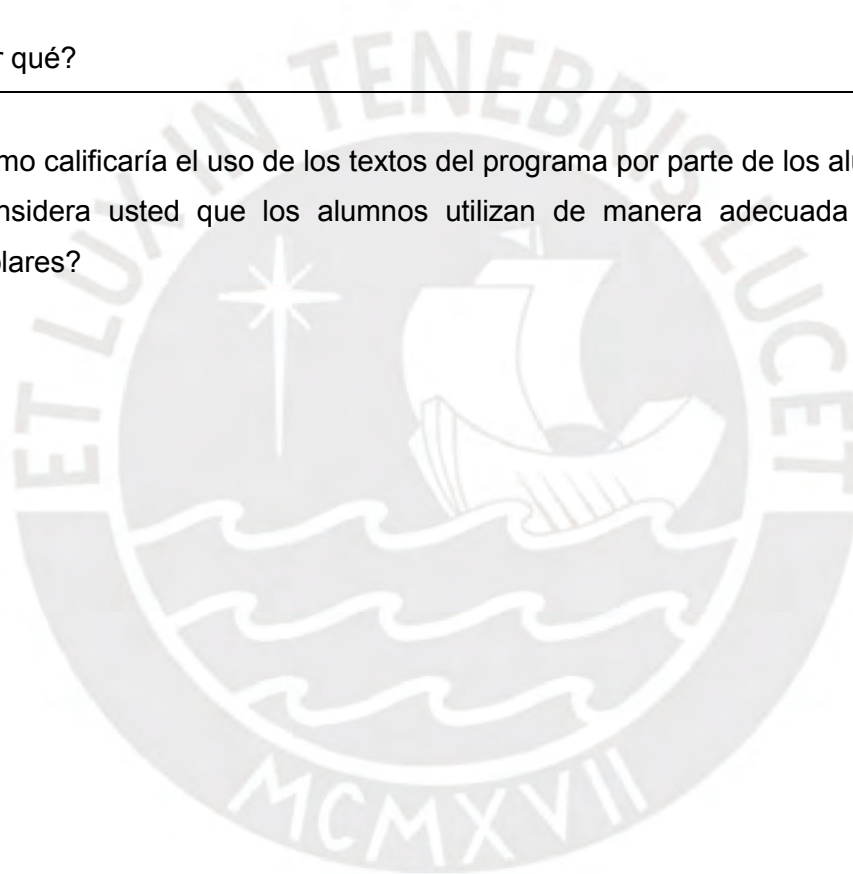 r qué?
mo calificaría el uso de los textos del programa por parte de los alu
nsidera usted que los alumnos utilizan de manera adecuada
lares?
ET LUX IN TENEBRIS LUCET
MCMXVII